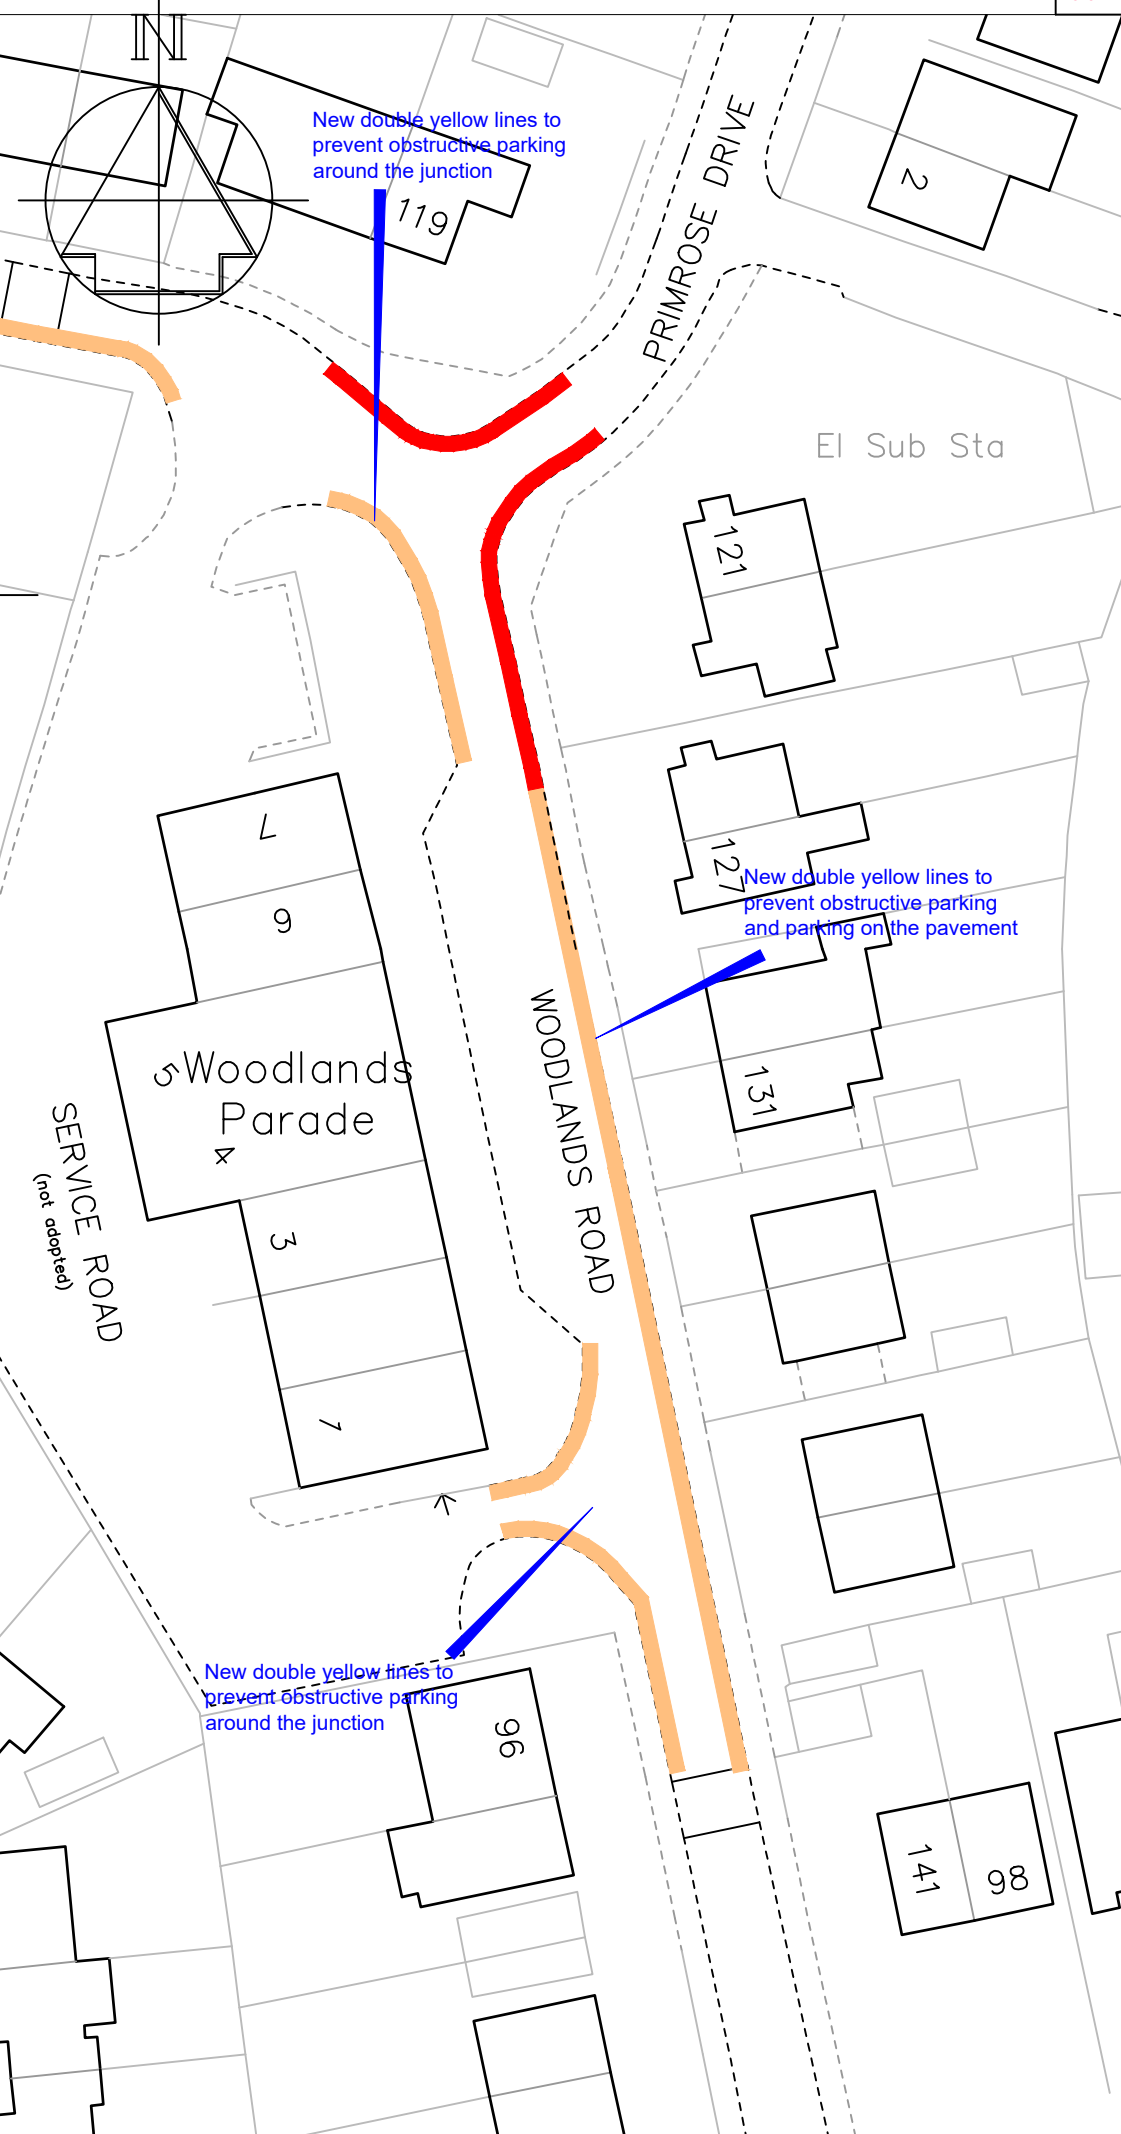 N
New double yellow lines to
prevent obstructive parking
around the junction
119
PRIMROSE DRIVE
2
El Sub Sta
121
7
6
127
New double yellow lines to
prevent obstructive parking
and parking on the pavement
WOODLANDS ROAD
5
Woodlands
Parade
4
131
SERVICE ROAD
(not adopted)
3
1
New double yellow lines to
prevent obstructive parking
around the junction
96
141
98